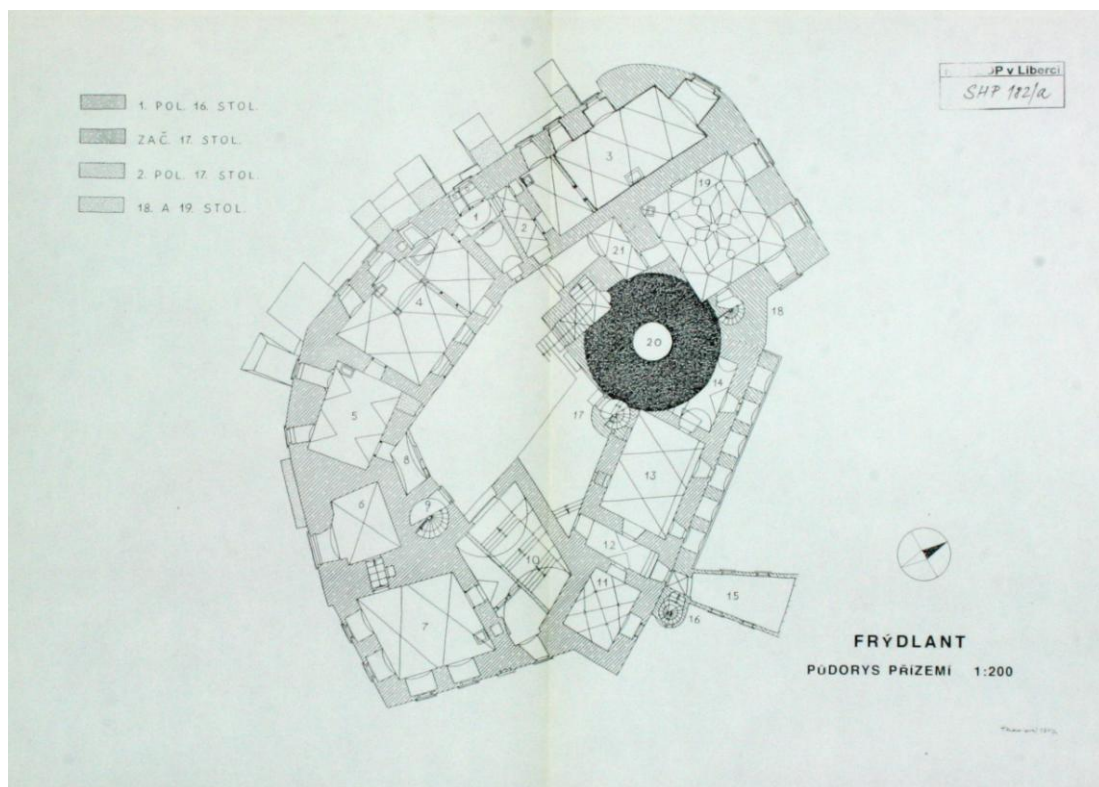 1. POL. 16. STOL.
ZAČ. 17. STOL.
2. POL. 17. STOL.
18. A 19. STOL.
P v Liberci
SHP 182/a
3
19
1
2
21
4
20
18
14
5
17
8
13
6
9
12
10
11
7
15
16
FRÝDLANT
PŮDORYS PŘÍZEMÍ 1:200